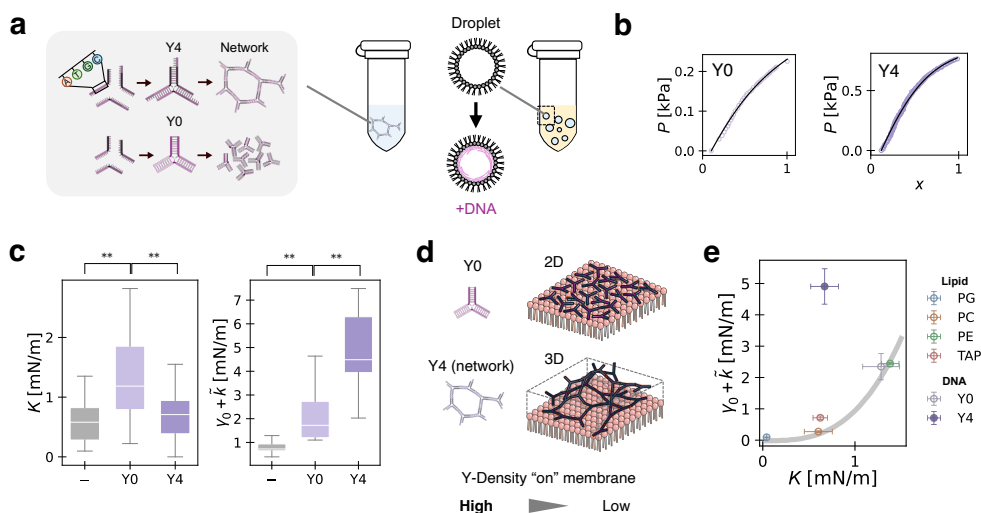 a
Y4
Network
A
T
G
C
Y0
Droplet
+DNA
b
Y0
P [kPa]
0.2
0.1
0.0
0
1
Y4
P [kPa]
0.5
0.0
0
1
x
c
** **
K [mN/m]
2
1
0
– Y0 Y4
** **
γ₀ + k̃ [mN/m]
7
6
5
4
3
2
1
– Y0 Y4
d
Y0
2D
Y4 (network)
3D
Y-Density “on” membrane
High Low
e
γ₀ + k̃ [mN/m]
5
4
3
2
1
0
0 1
K [mN/m]
Lipid
PG
PC
PE
TAP
DNA
Y0
Y4